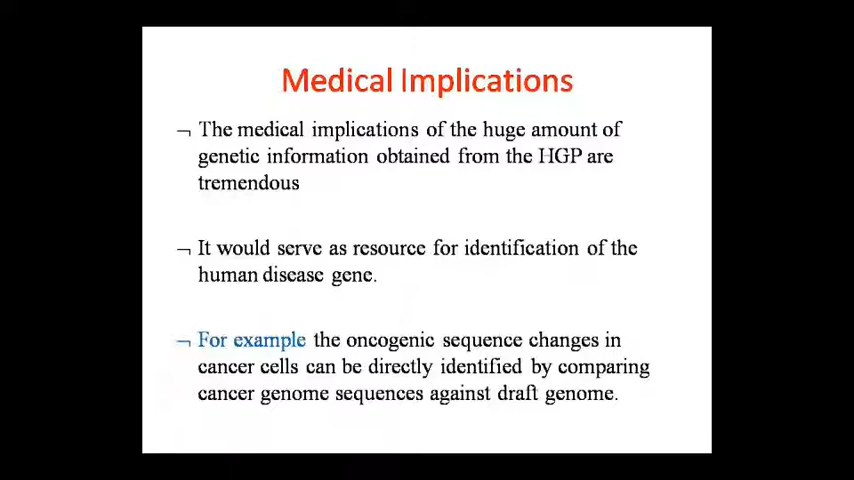 Medical Implications
¬ The medical implications of the huge amount of
genetic information obtained from the HGP are
tremendous
¬ It would serve as resource for identification of the
human disease gene.
¬ For example the oncogenic sequence changes in
cancer cells can be directly identified by comparing
cancer genome sequences against draft genome.